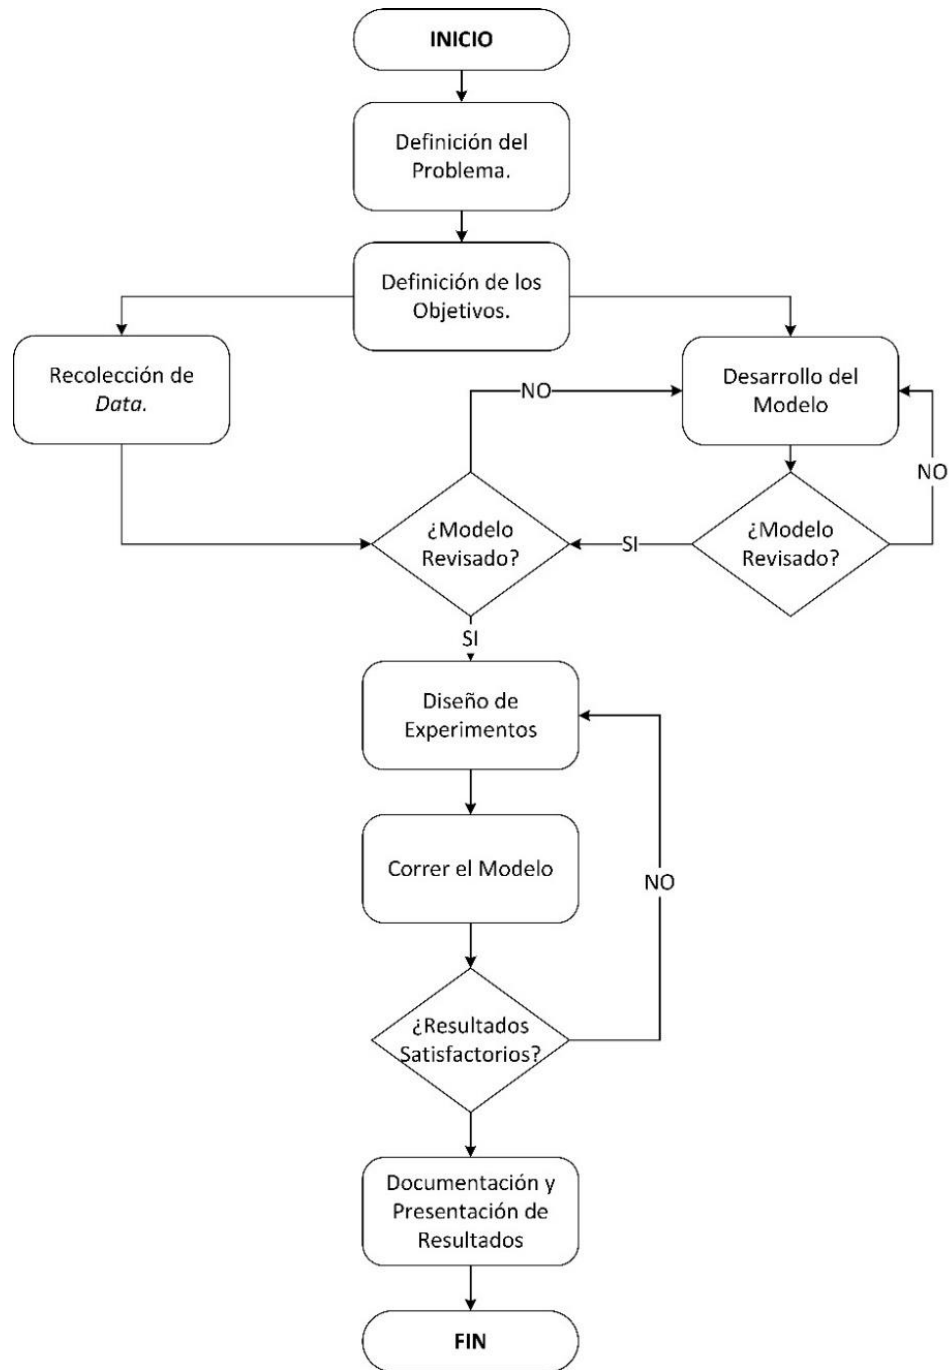 INICIO
Definición del
Problema.
Definición de los
Objetivos.
Recolección de
Data.
Desarrollo del
Modelo
NO
NO
¿Modelo
Revisado?
SI
¿Modelo
Revisado?
SI
Diseño de
Experimentos
Correr el Modelo
NO
¿Resultados
Satisfactorios?
Documentación y
Presentación de
Resultados
FIN